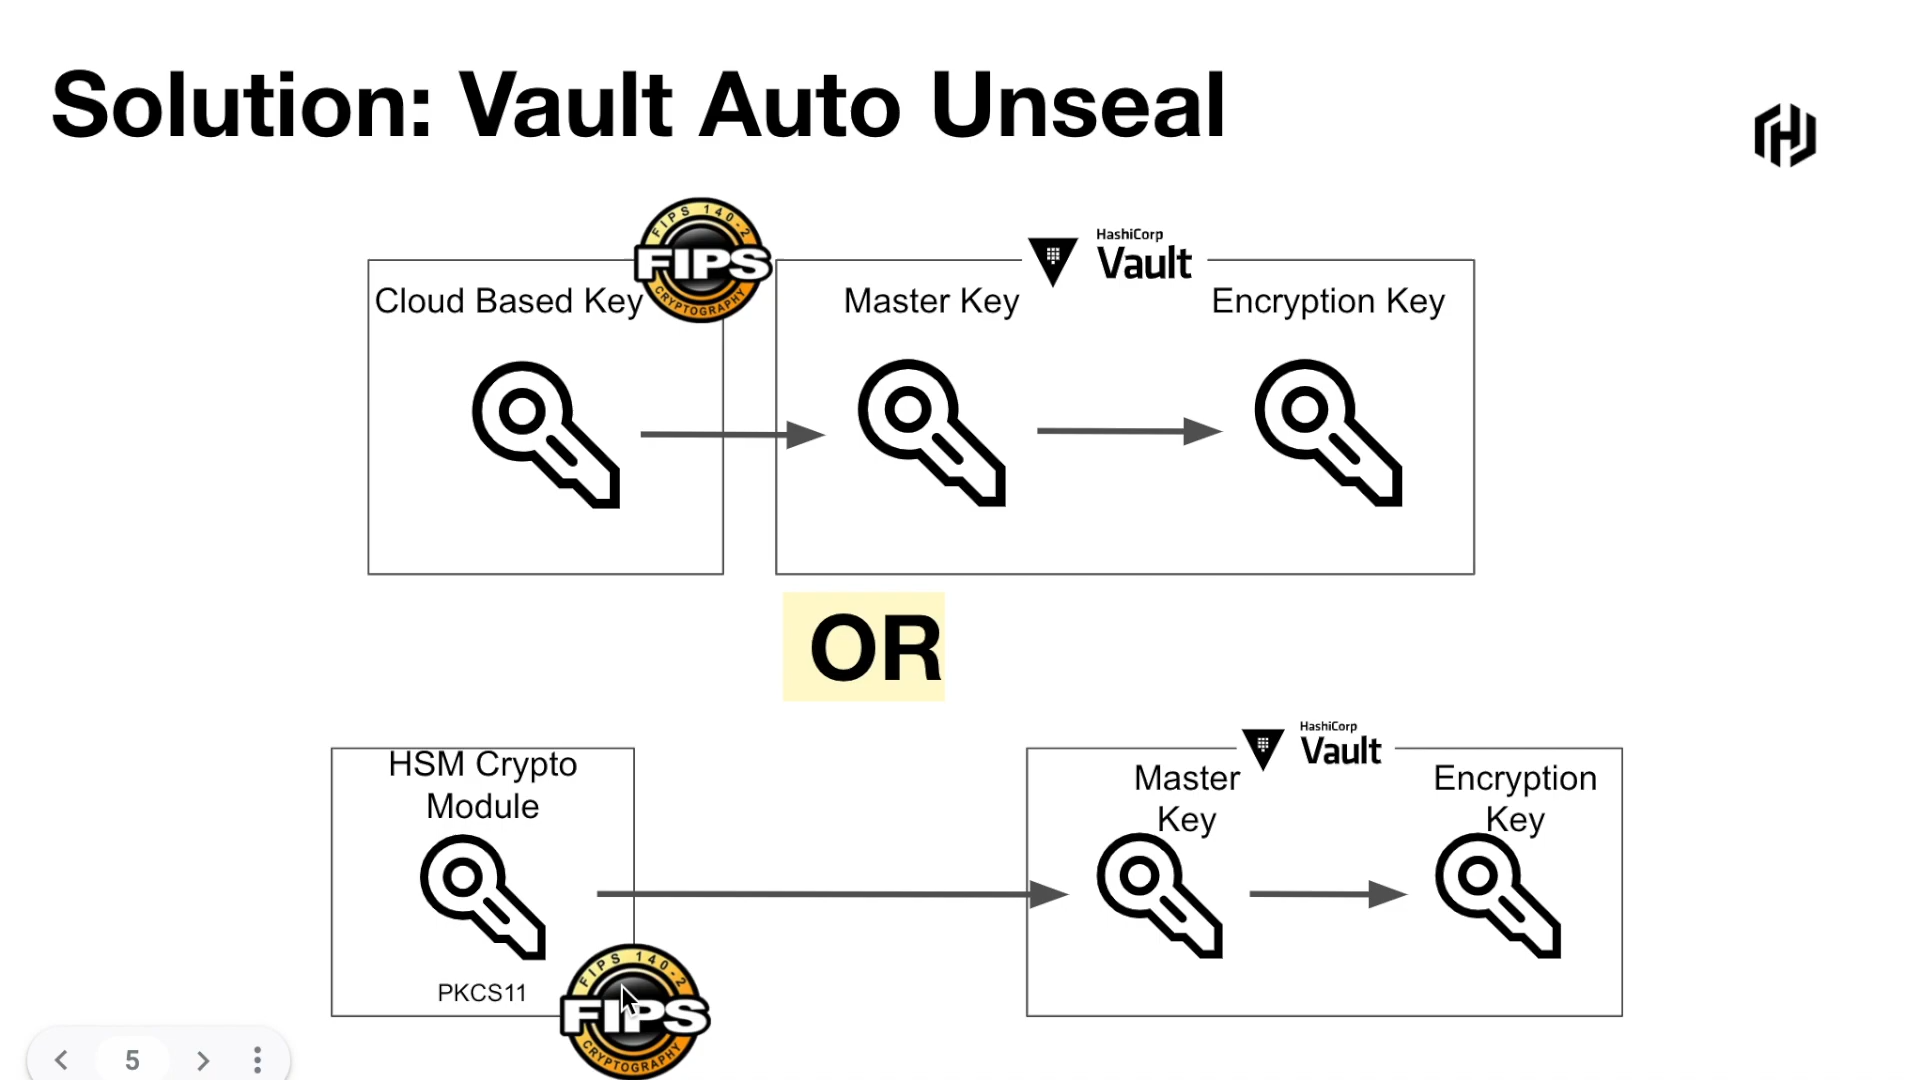 Solution: Vault Auto Unseal
FIPS 140-2
FIPS
CRYPTOGRAPHY
HashiCorp
Vault
Cloud Based Key
Master Key
Encryption Key
OR
HashiCorp
Vault
HSM Crypto
Module
Master
Key
Encryption
Key
PKCS11
FIPS 140-2
FIPS
CRYPTOGRAPHY
5